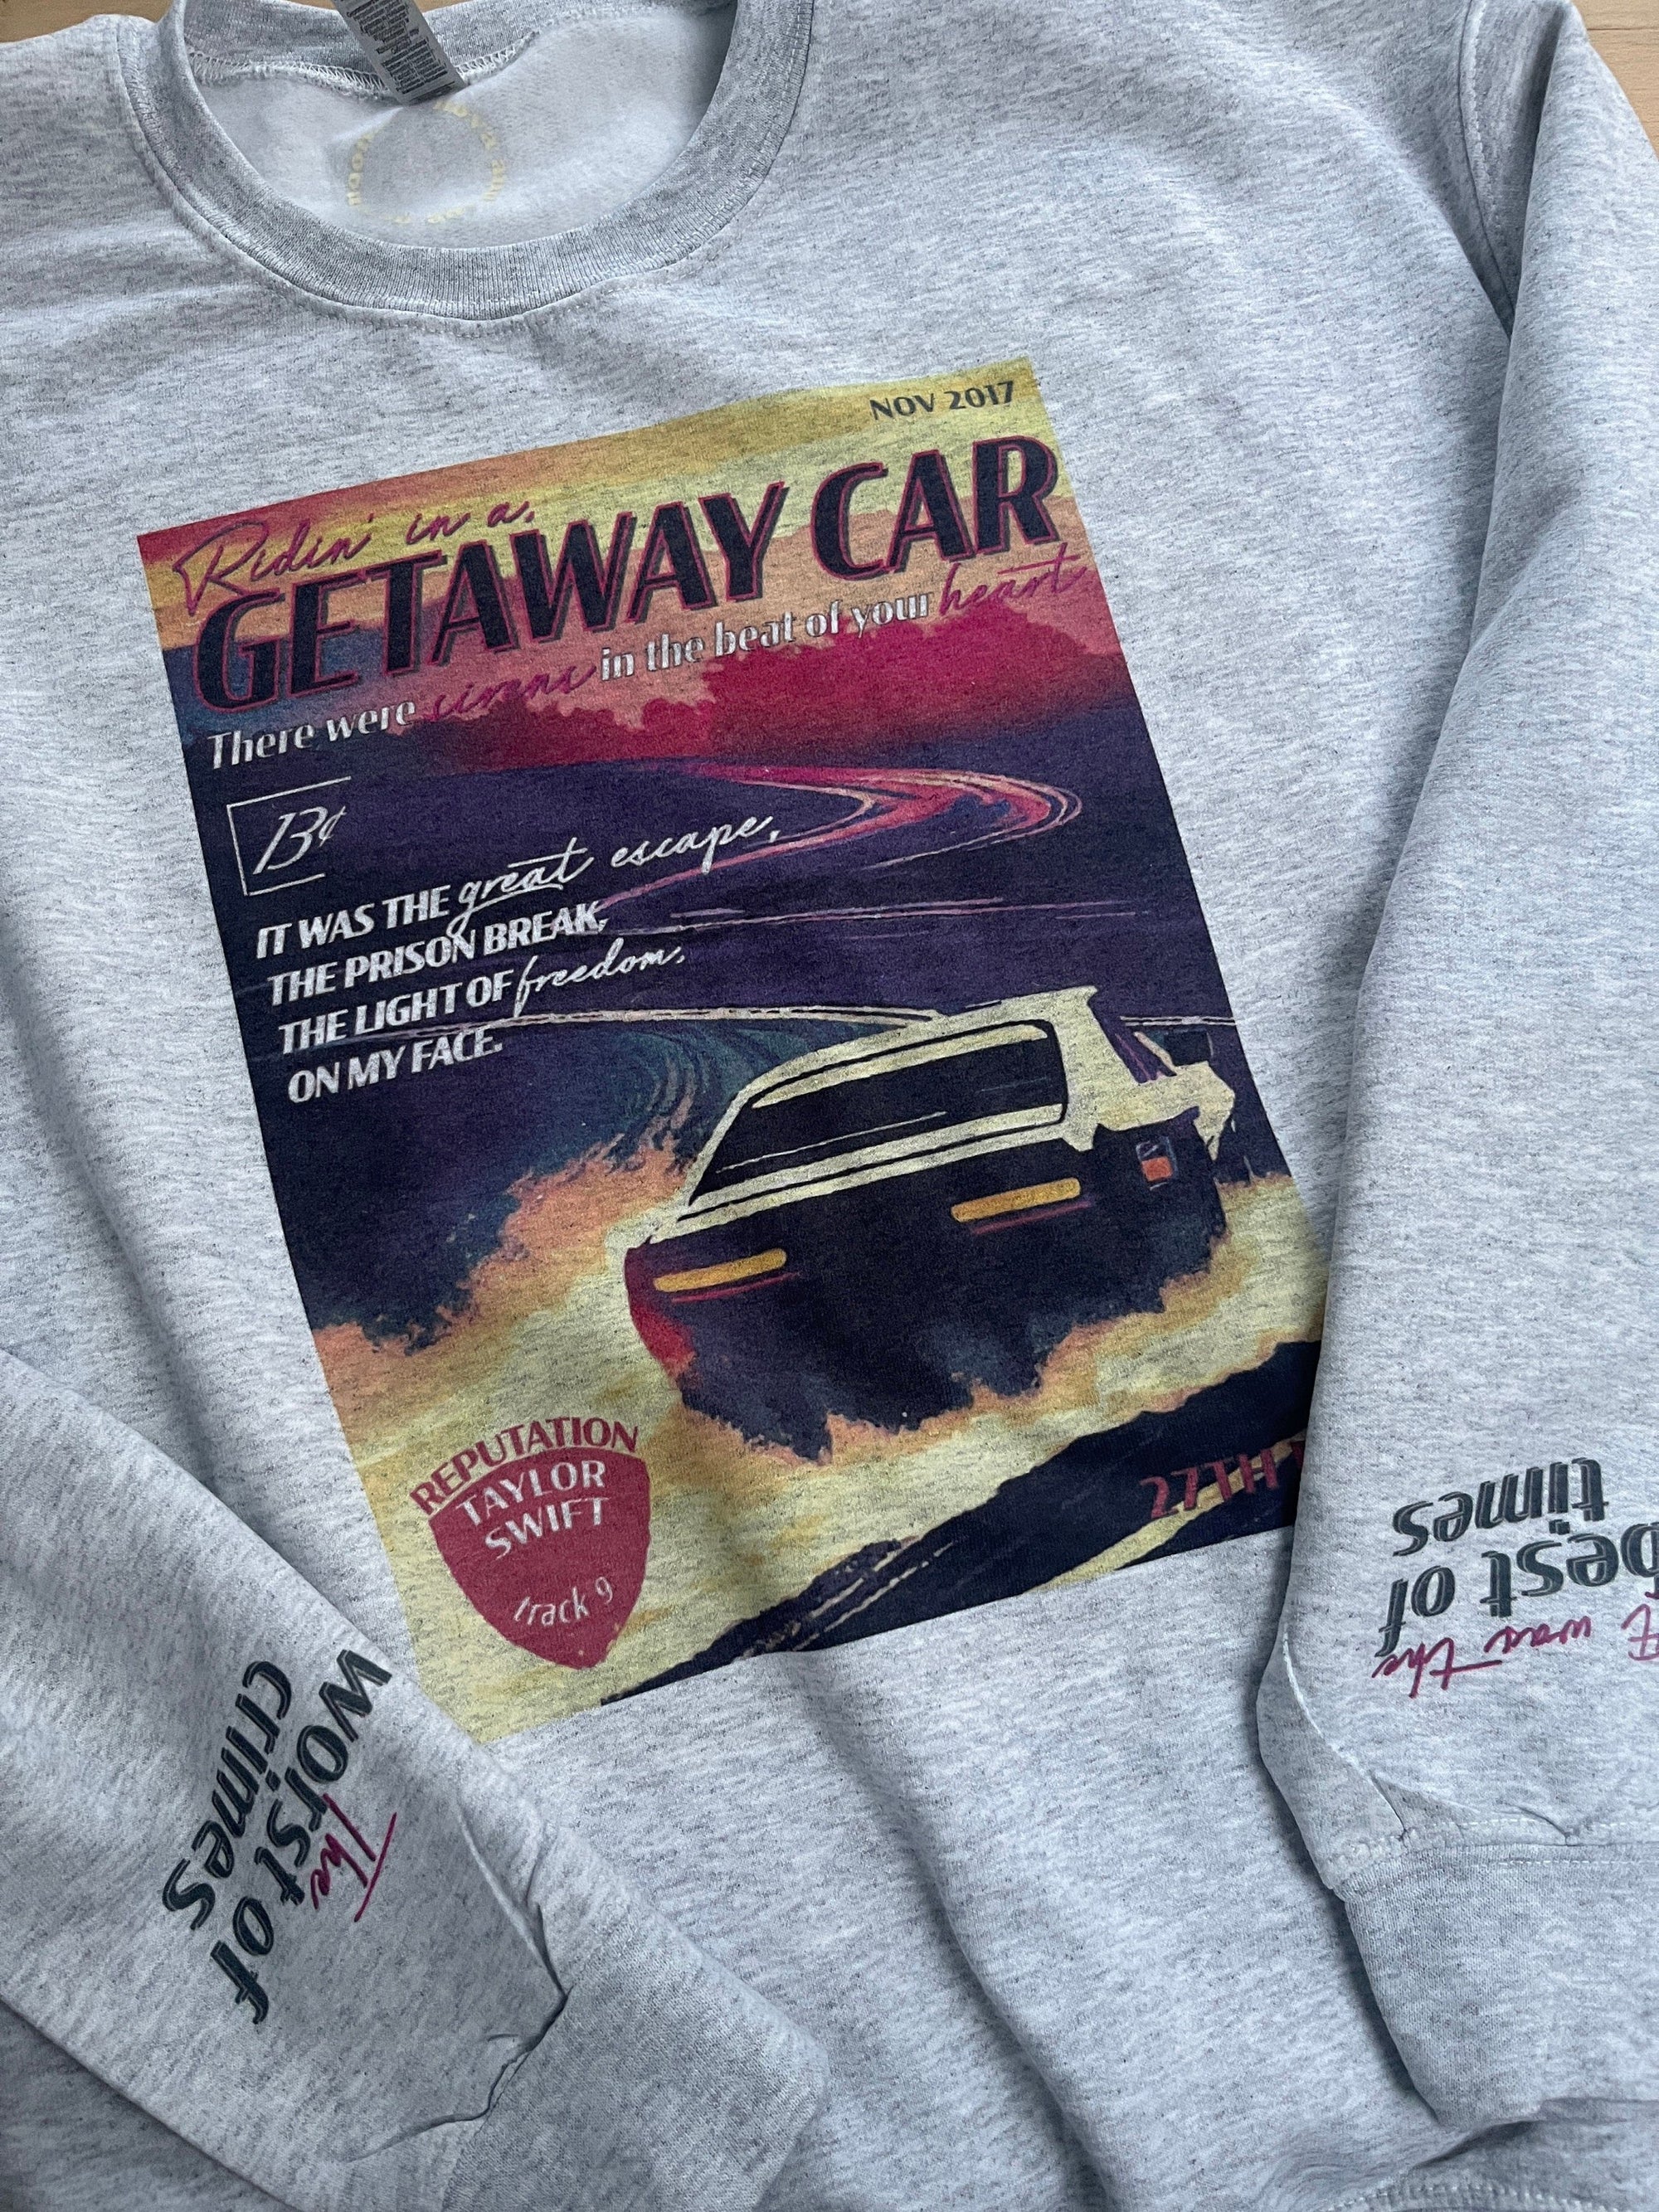 NOV 2017
Ridin' in a,
GETAWAY CAR
There were sirens in the beat of your heart
13¢
IT WAS THE great escape,
THE PRISON BREAK,
THE LIGHT OF freedom,
ON MY FACE.
REPUTATION
TAYLOR
SWIFT
track 9
27TH
The
worst of
crimes
It was the
best of
times